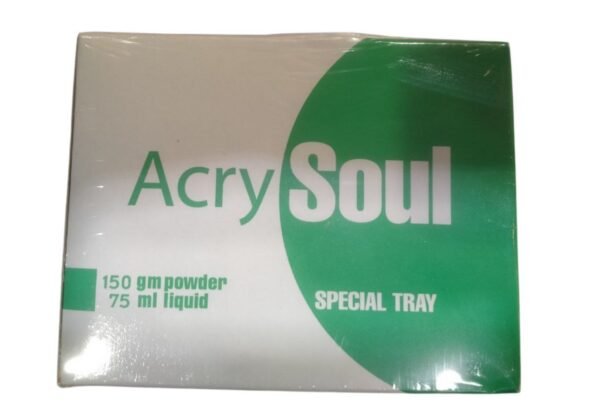 Acry Soul
150 gm powder
75 ml liquid
SPECIAL TRAY